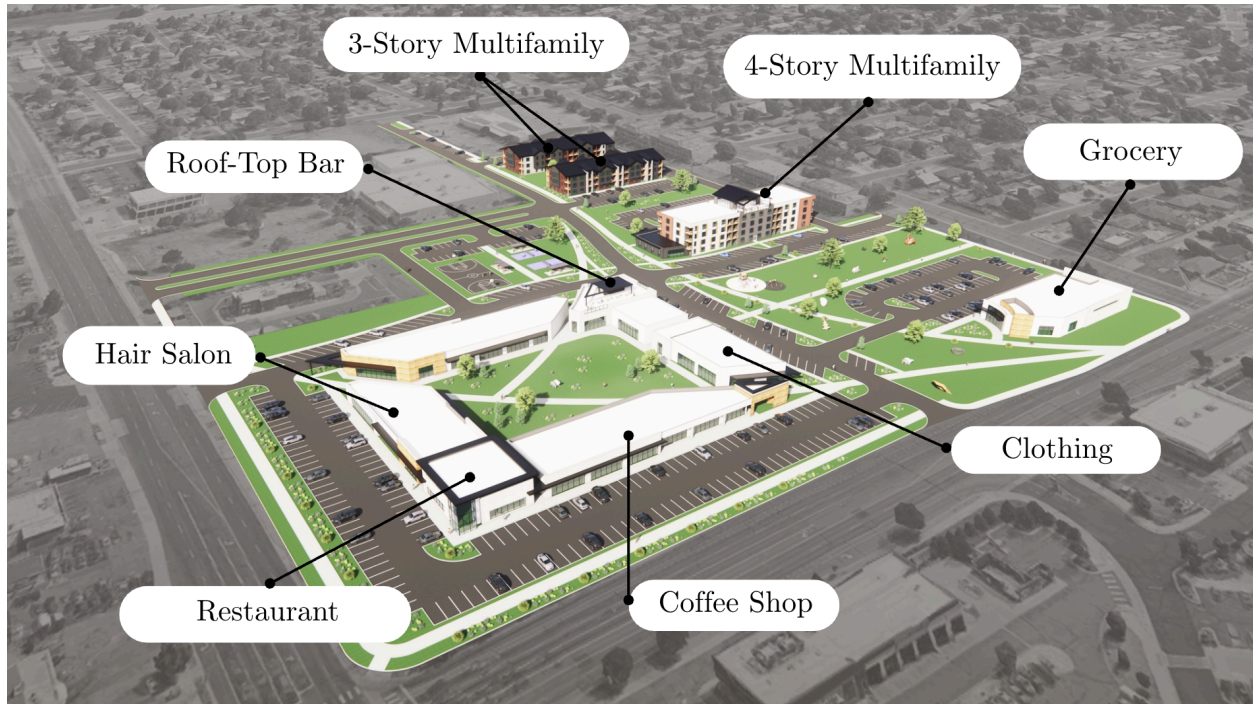 3-Story Multifamily
4-Story Multifamily
Grocery
Roof-Top Bar
Hair Salon
Clothing
Restaurant
Coffee Shop